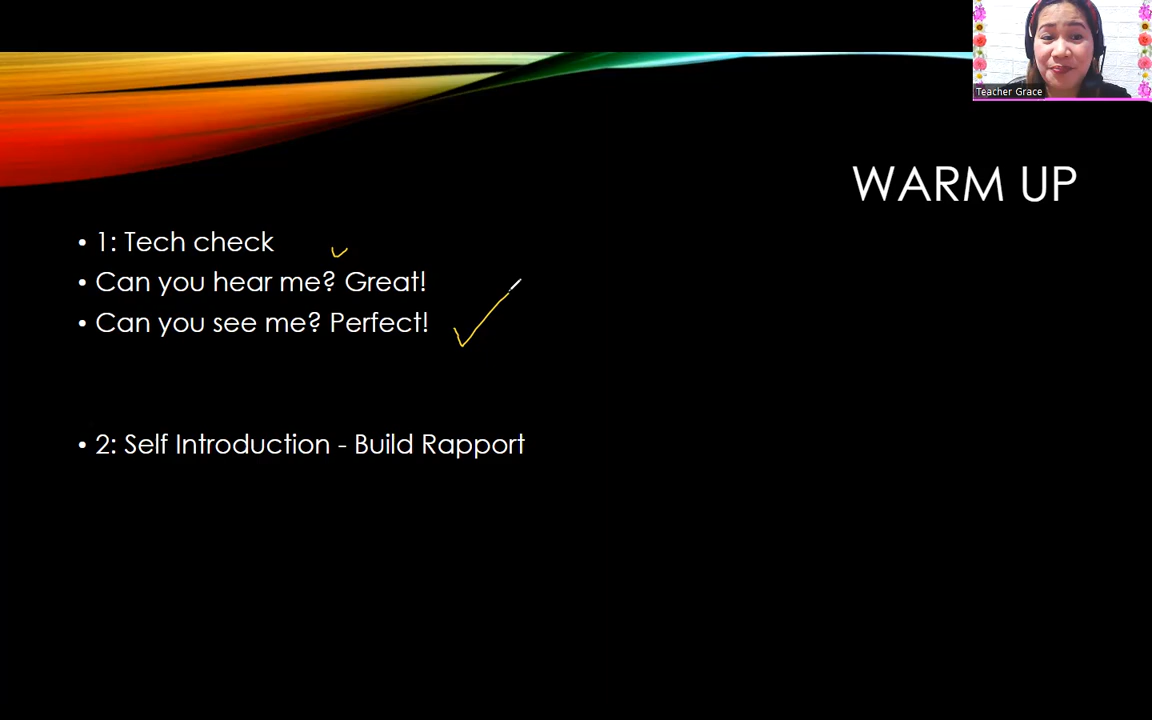 Teacher Grace
WARM UP
• 1: Tech check
• Can you hear me? Great!
• Can you see me? Perfect!
• 2: Self Introduction - Build Rapport